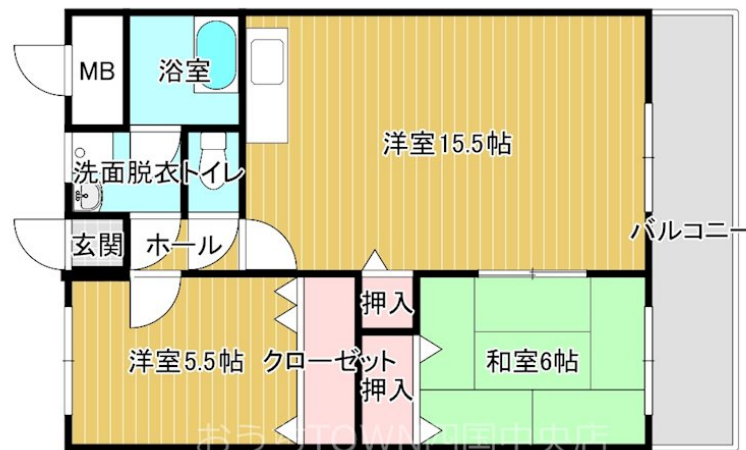 MB
浴室
洋室15.5帖
洗面脱衣
トイレ
バルコニー
玄関
ホール
押入
洋室5.5帖
クローゼット
押入
和室6帖